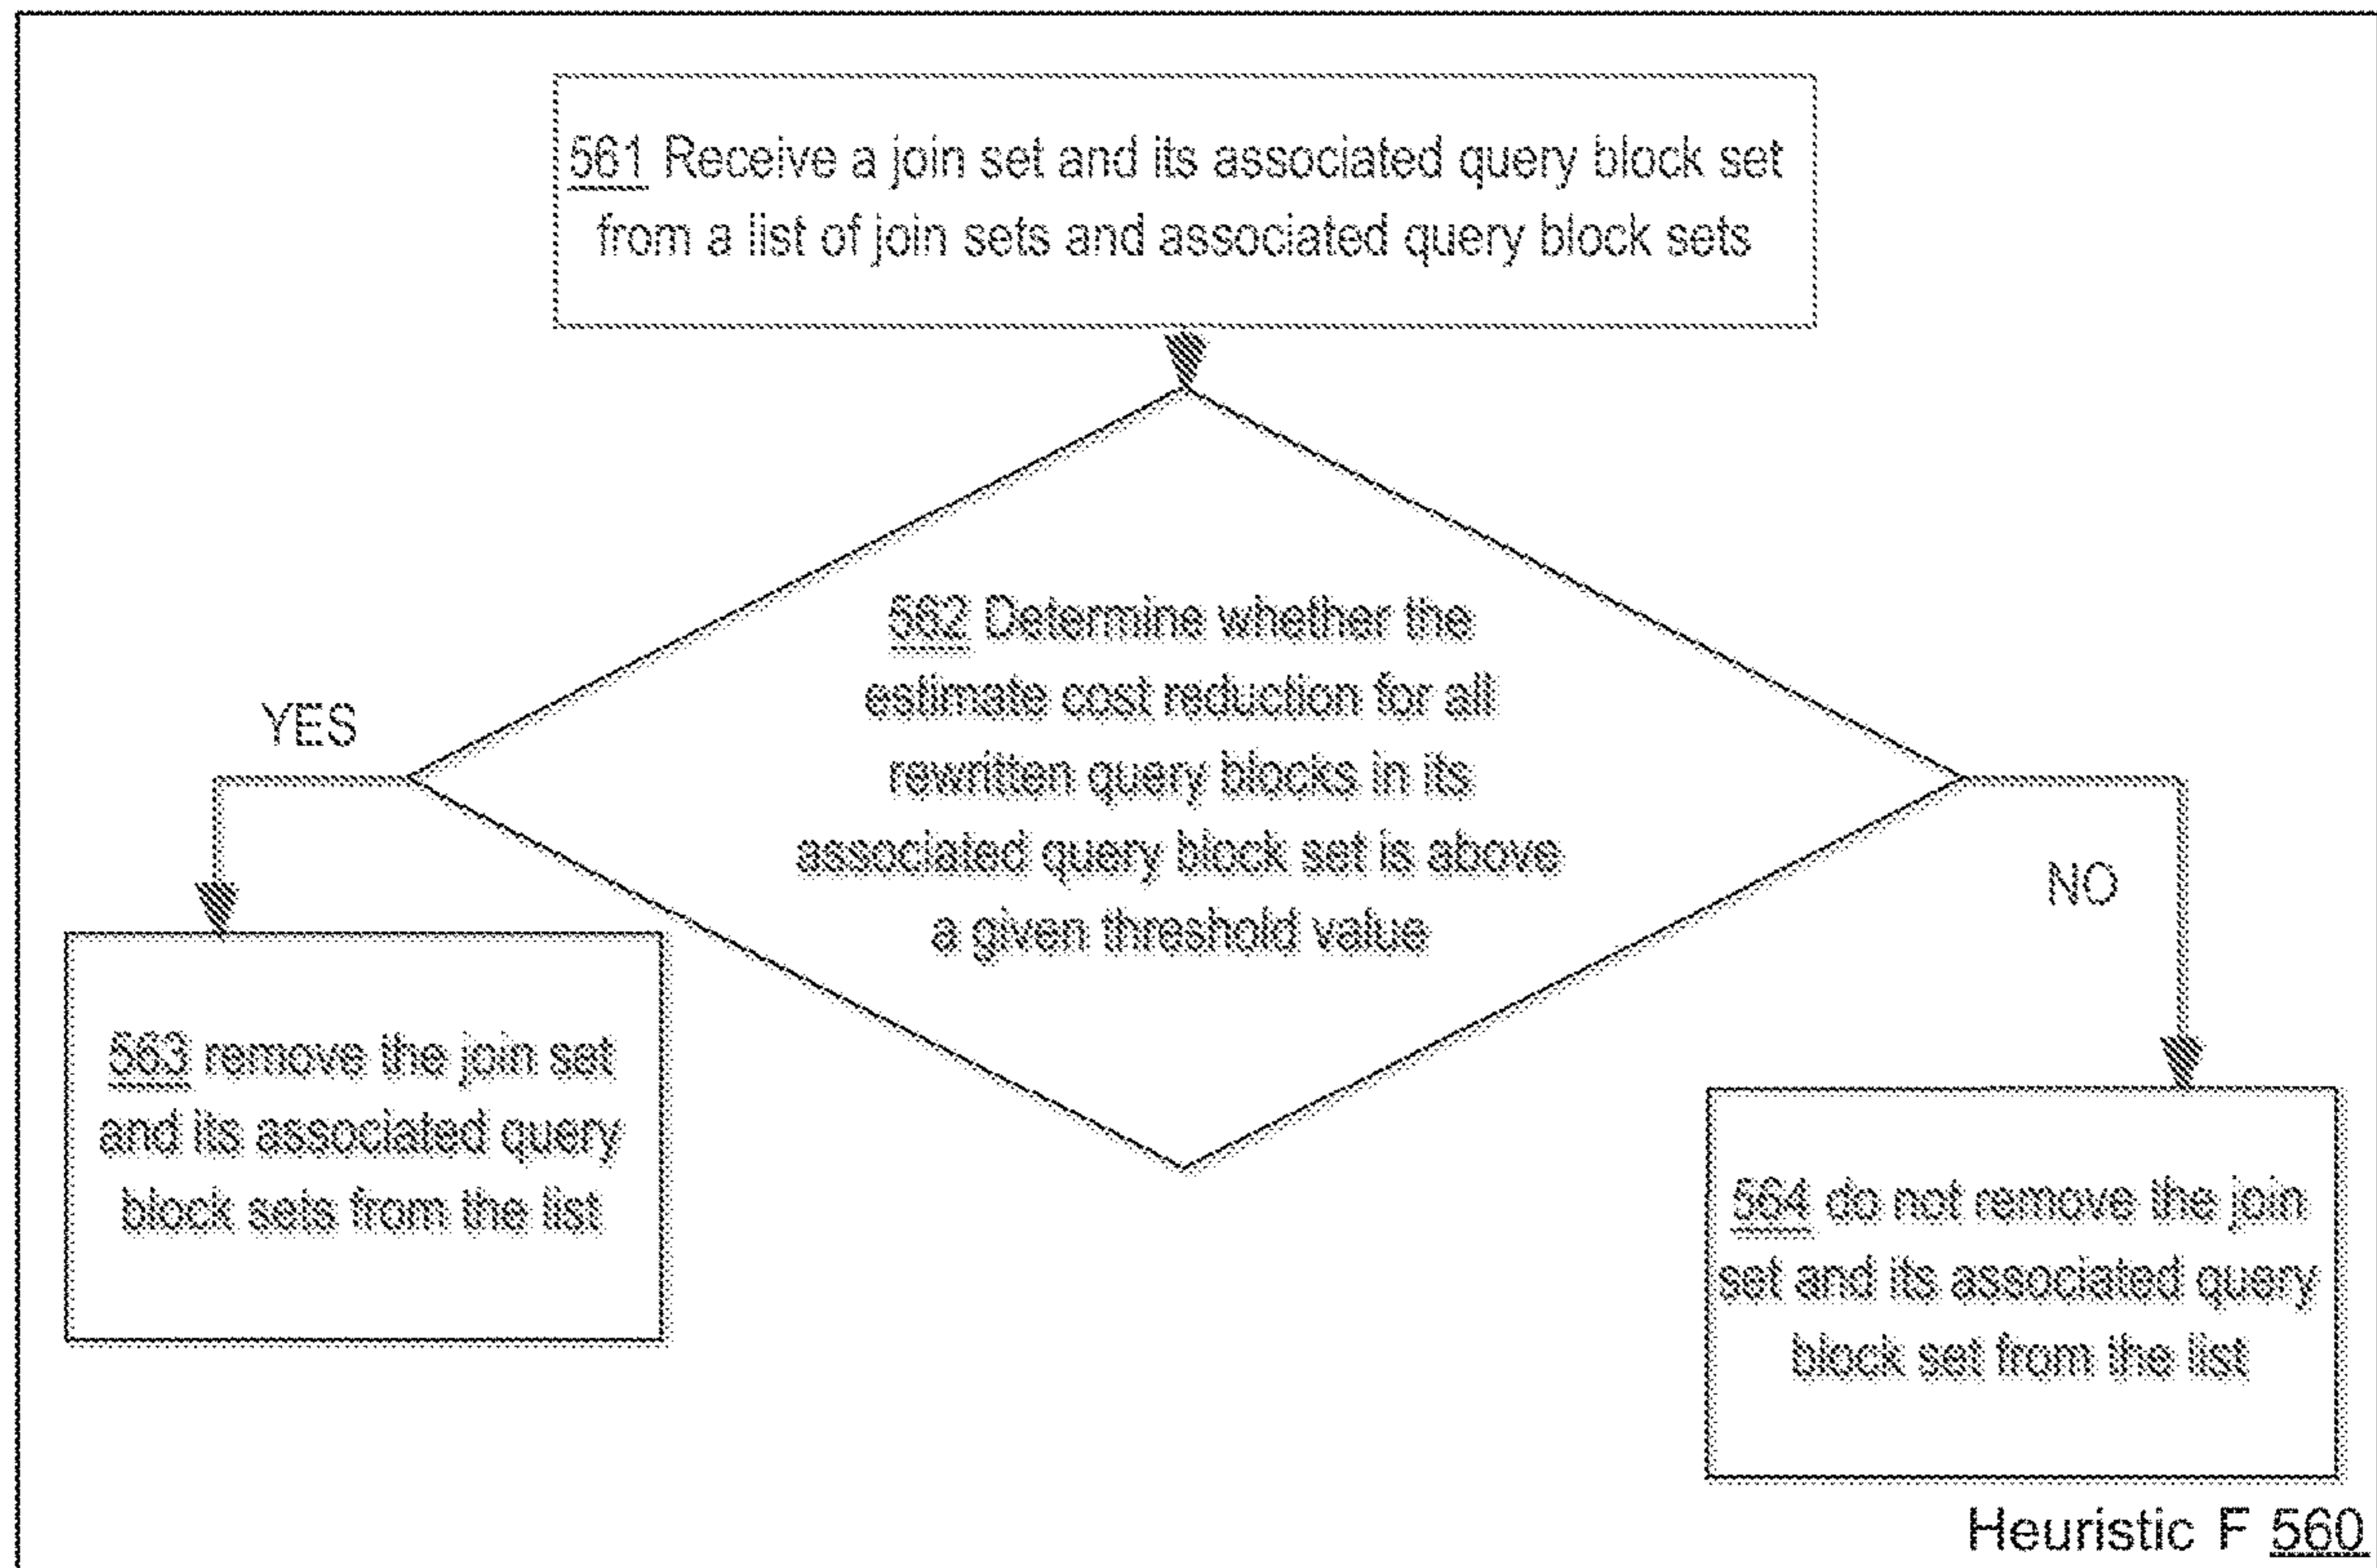 561 Receive a join set and its associated query block set
from a list of join sets and associated query block sets
562 Determine whether the
estimate cost reduction for all
rewritten query blocks in its
associated query block set is above
a given threshold value
YES
NO
563 remove the join set
and its associated query
block sets from the list
564 do not remove the join
set and its associated query
block set from the list
Heuristic F 560